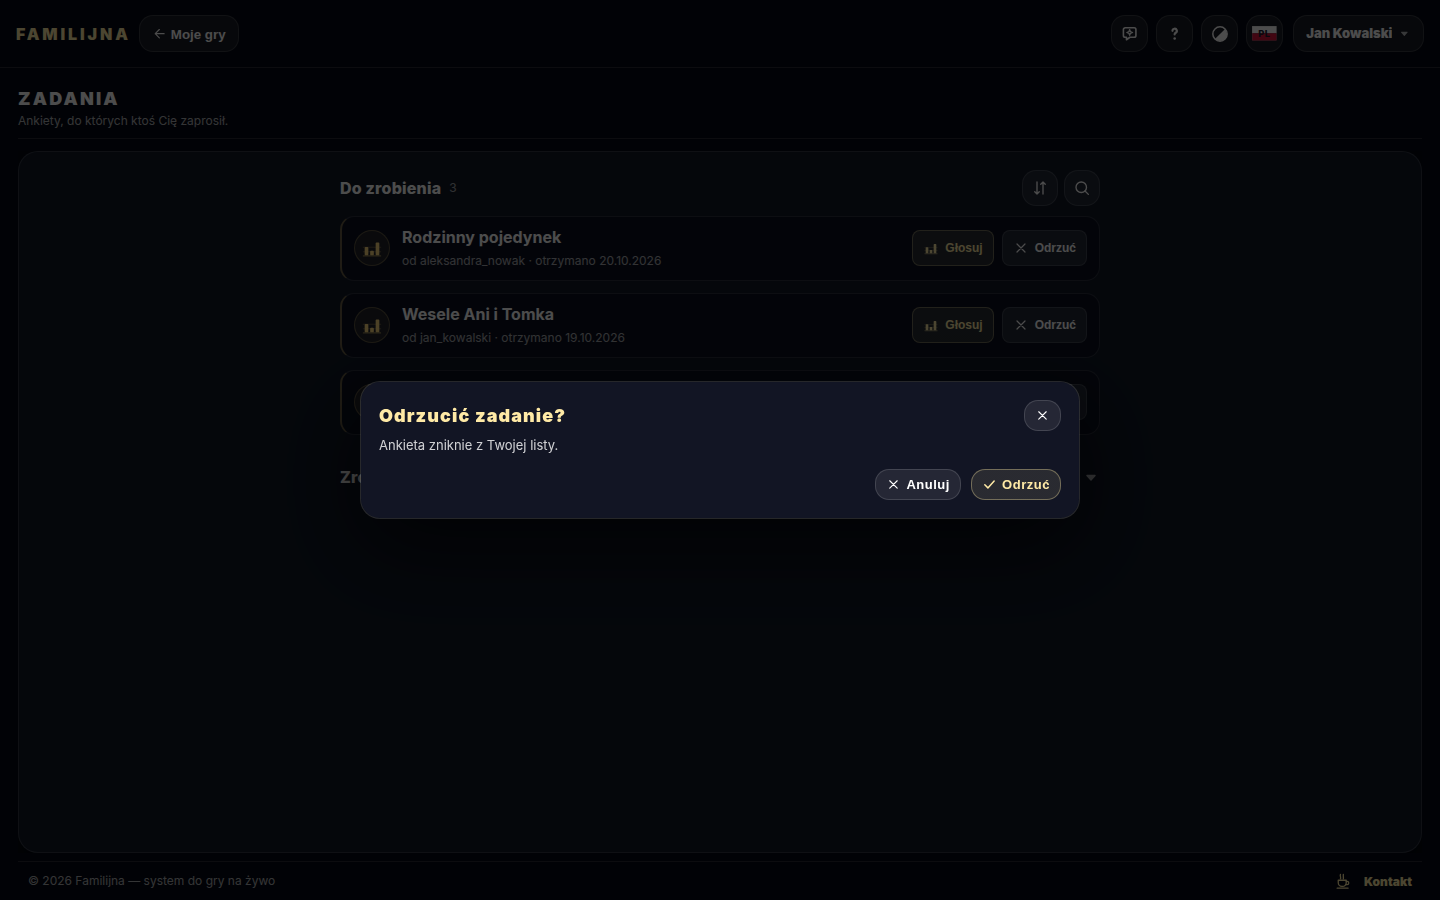 FAMILIJNA
Moje gry
?
PL
Jan Kowalski
ZADANIA
Ankiety, do których ktoś Cię zaprosił.
Do zrobienia 3
Rodzinny pojedynek
od aleksandra_nowak · otrzymano 20.10.2026
Głosuj
Odrzuć
Wesele Ani i Tomka
od jan_kowalski · otrzymano 19.10.2026
Głosuj
Odrzuć
Odrzucić zadanie?
Ankieta zniknie z Twojej listy.
Anuluj
Odrzuć
© 2026 Familijna — system do gry na żywo
Kontakt